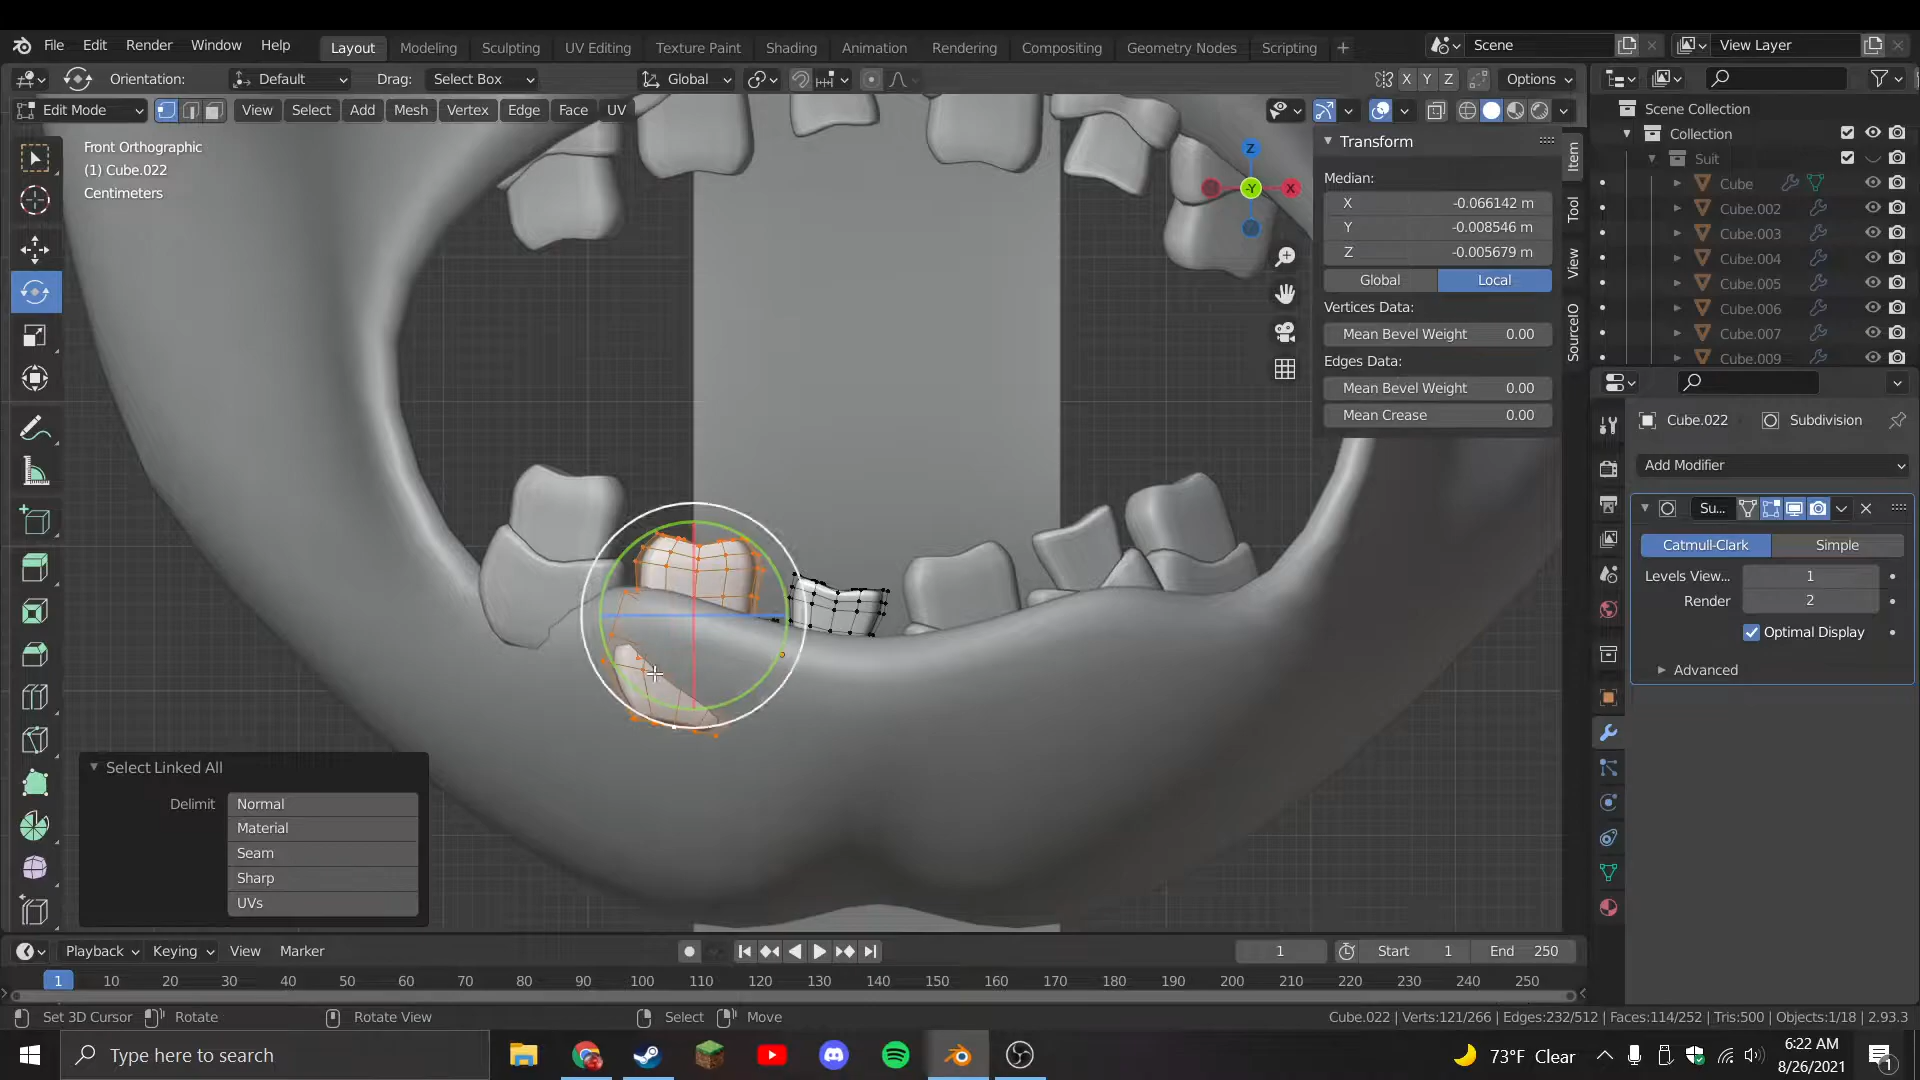 File Edit Render Window Help Layout Modeling Sculpting UV Editing Texture Paint Shading Animation Rendering Compositing Geometry Nodes Scripting + Scene View Layer
Orientation: Default Drag: Select Box Global X Y Z Options
Edit Mode View Select Add Mesh Vertex Edge Face UV
Front Orthographic
(1) Cube.022
Centimeters
Z
-Y X
Transform
Median:
X -0.066142 m
Y -0.008546 m
Z -0.005679 m
Global Local
Vertices Data:
Mean Bevel Weight 0.00
Edges Data:
Mean Bevel Weight 0.00
Mean Crease 0.00
Item
Tool
View
SourceIO
Scene Collection
Collection
Suit
Cube
Cube.002
Cube.003
Cube.004
Cube.005
Cube.006
Cube.007
Cube.009
Cube.022 Subdivision
Add Modifier
Su...
Catmull-Clark Simple
Levels View... 1
Render 2
Optimal Display
Advanced
Select Linked All
Delimit Normal
Material
Seam
Sharp
UVs
Playback Keying View Marker 1 Start 1 End 250
1 10 20 30 40 50 60 70 80 90 100 110 120 130 140 150 160 170 180 190 200 210 220 230 240 250
Set 3D Cursor Rotate Rotate View Select Move Cube.022 | Verts:121/266 | Edges:232/512 | Faces:114/252 | Tris:500 | Objects:1/18 | 2.93.3
Type here to search 73°F Clear 6:22 AM
8/26/2021 1